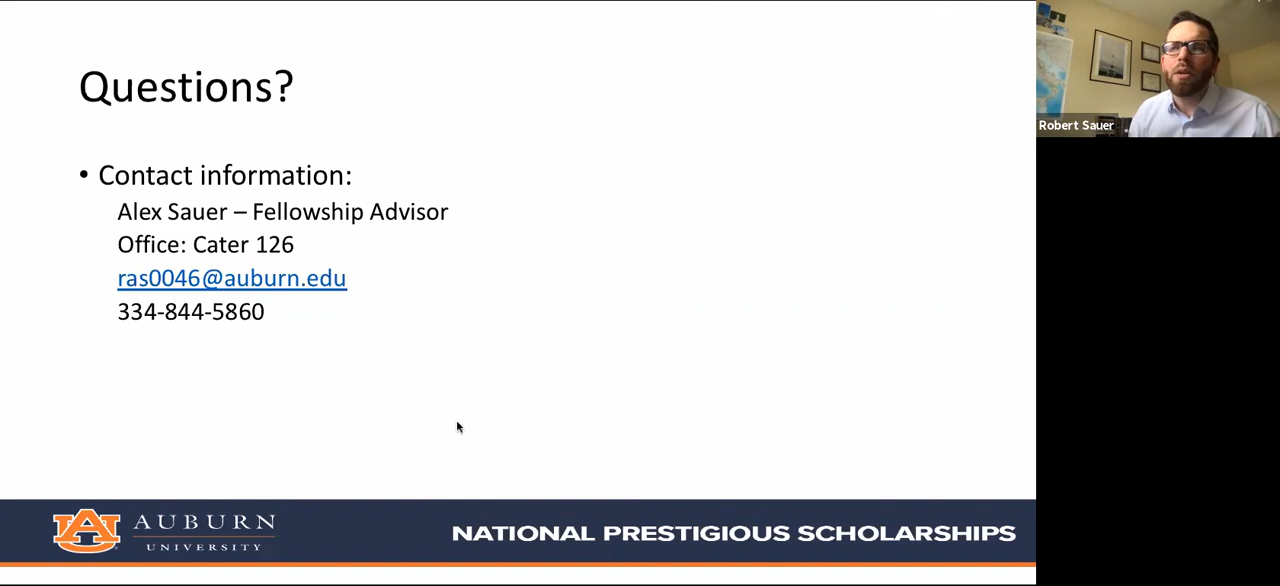 Questions?
• Contact information:
Alex Sauer – Fellowship Advisor
Office: Cater 126
ras0046@auburn.edu
334-844-5860
AUBURN
UNIVERSITY
NATIONAL PRESTIGIOUS SCHOLARSHIPS
Robert Sauer